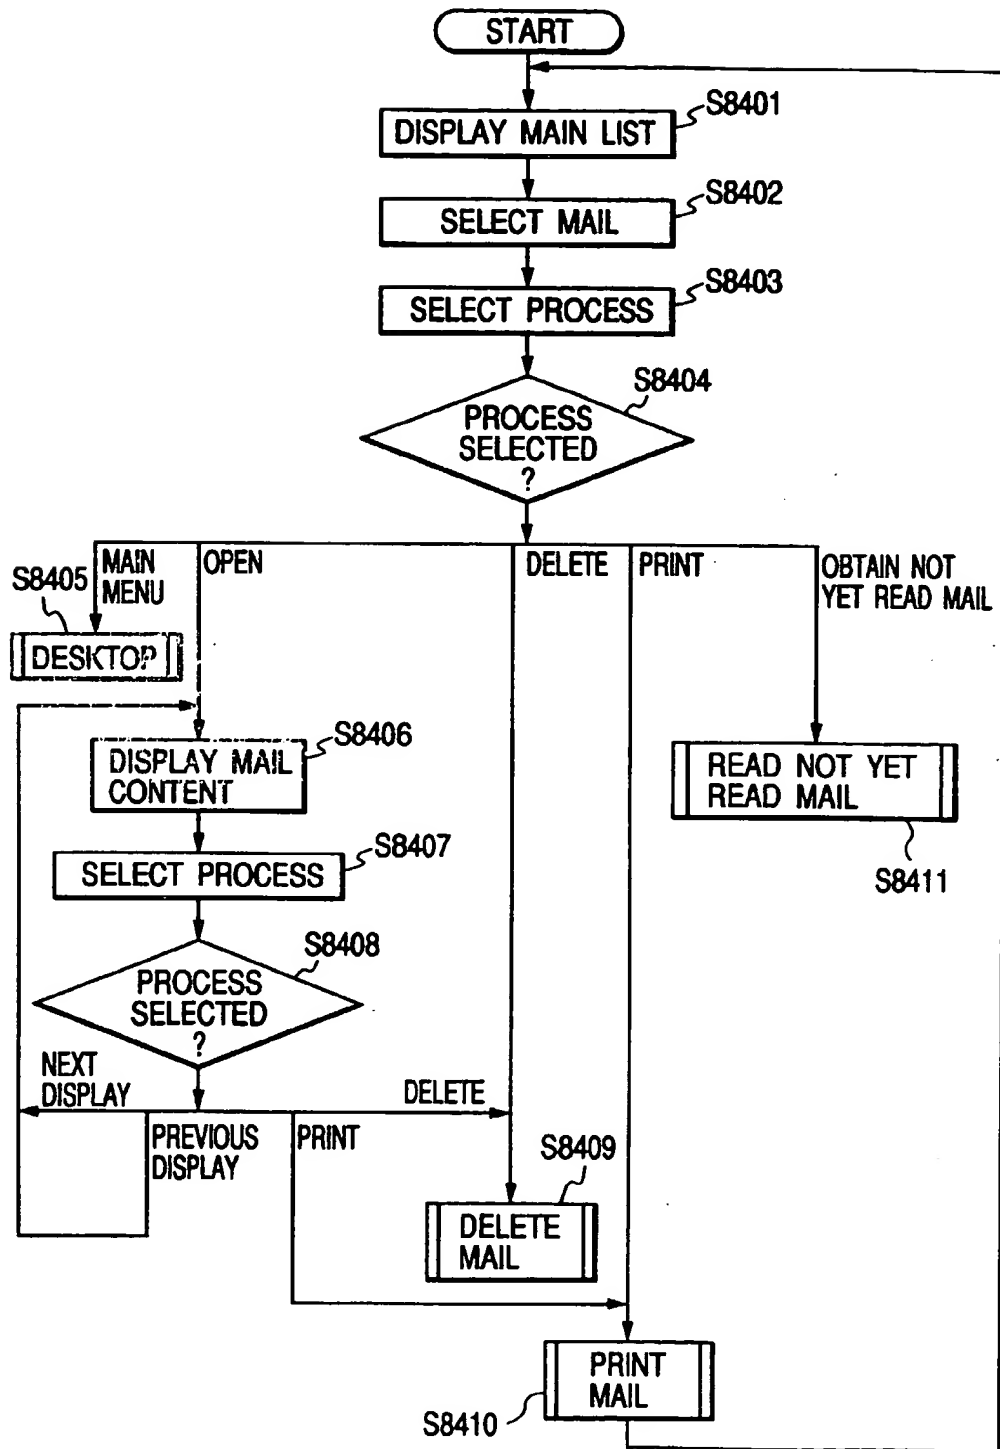 START
S8401
DISPLAY MAIN LIST
S8402
SELECT MAIL
S8403
SELECT PROCESS
S8404
PROCESS
SELECTED
?
MAIN
MENU
OPEN
DELETE
PRINT
OBTAIN NOT
YET READ MAIL
S8405
DESKTOP
S8406
DISPLAY MAIL
CONTENT
READ NOT YET
READ MAIL
S8411
S8407
SELECT PROCESS
S8408
PROCESS
SELECTED
?
NEXT
DISPLAY
DELETE
PREVIOUS
DISPLAY
PRINT
S8409
DELETE
MAIL
PRINT
MAIL
S8410